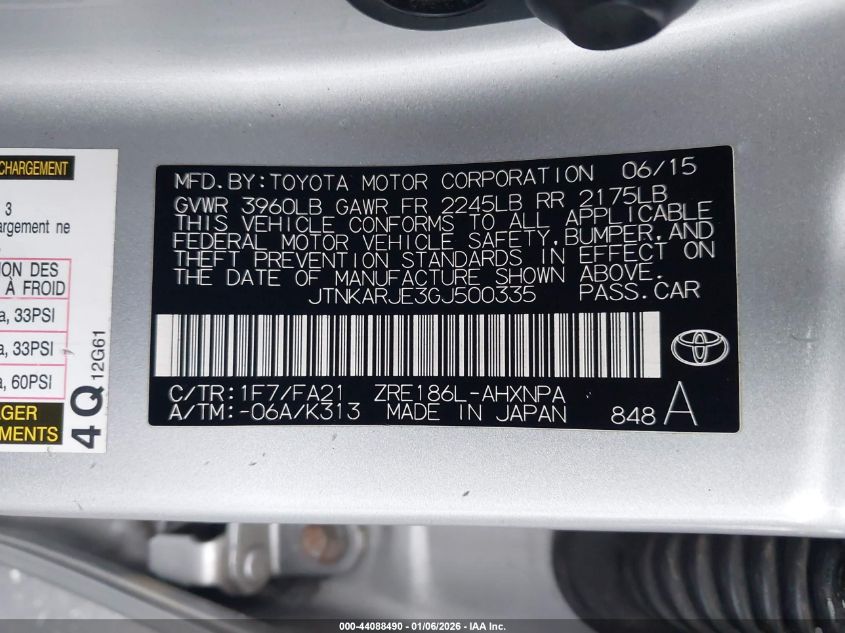 CHARGEMENT
3
argement ne
ION DES
À FROID
a, 33PSI
a, 33PSI
a, 60PSI
AGER
EMENTS
4Q
12G61
MFD.BY:TOYOTA MOTOR CORPORATION 06/15
GVWR 3960LB GAWR FR 2245LB RR 2175LB
THIS VEHICLE CONFORMS TO ALL APPLICABLE
FEDERAL MOTOR VEHICLE SAFETY,BUMPER,AND
THEFT PREVENTION STANDARDS IN EFFECT ON
THE DATE OF MANUFACTURE SHOWN ABOVE.
JTNKARJE3GJ500335 PASS.CAR
C/TR:1F7/FA21 ZRE186L-AHXNPA
A/TM:-06A/K313 MADE IN JAPAN 848 A
000-44088490 - 01/06/2026 - IAA Inc.